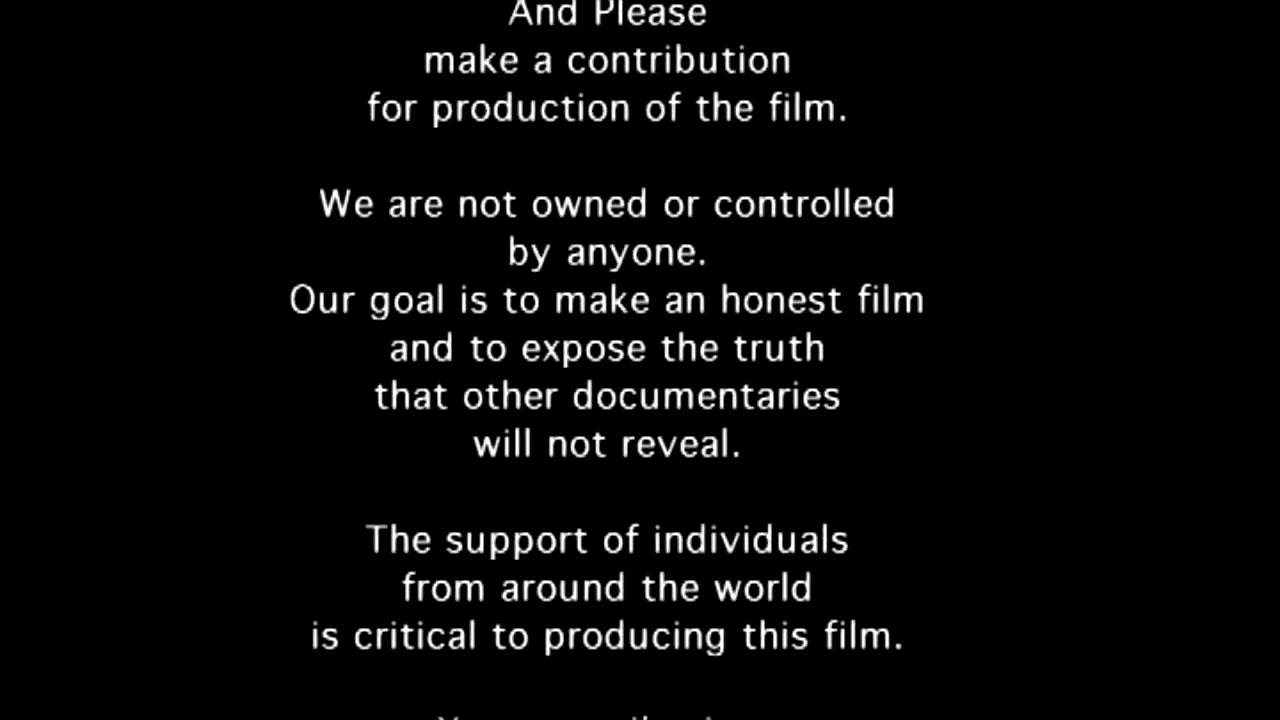 And Please
make a contribution
for production of the film.
We are not owned or controlled
by anyone.
Our goal is to make an honest film
and to expose the truth
that other documentaries
will not reveal.
The support of individuals
from around the world
is critical to producing this film.